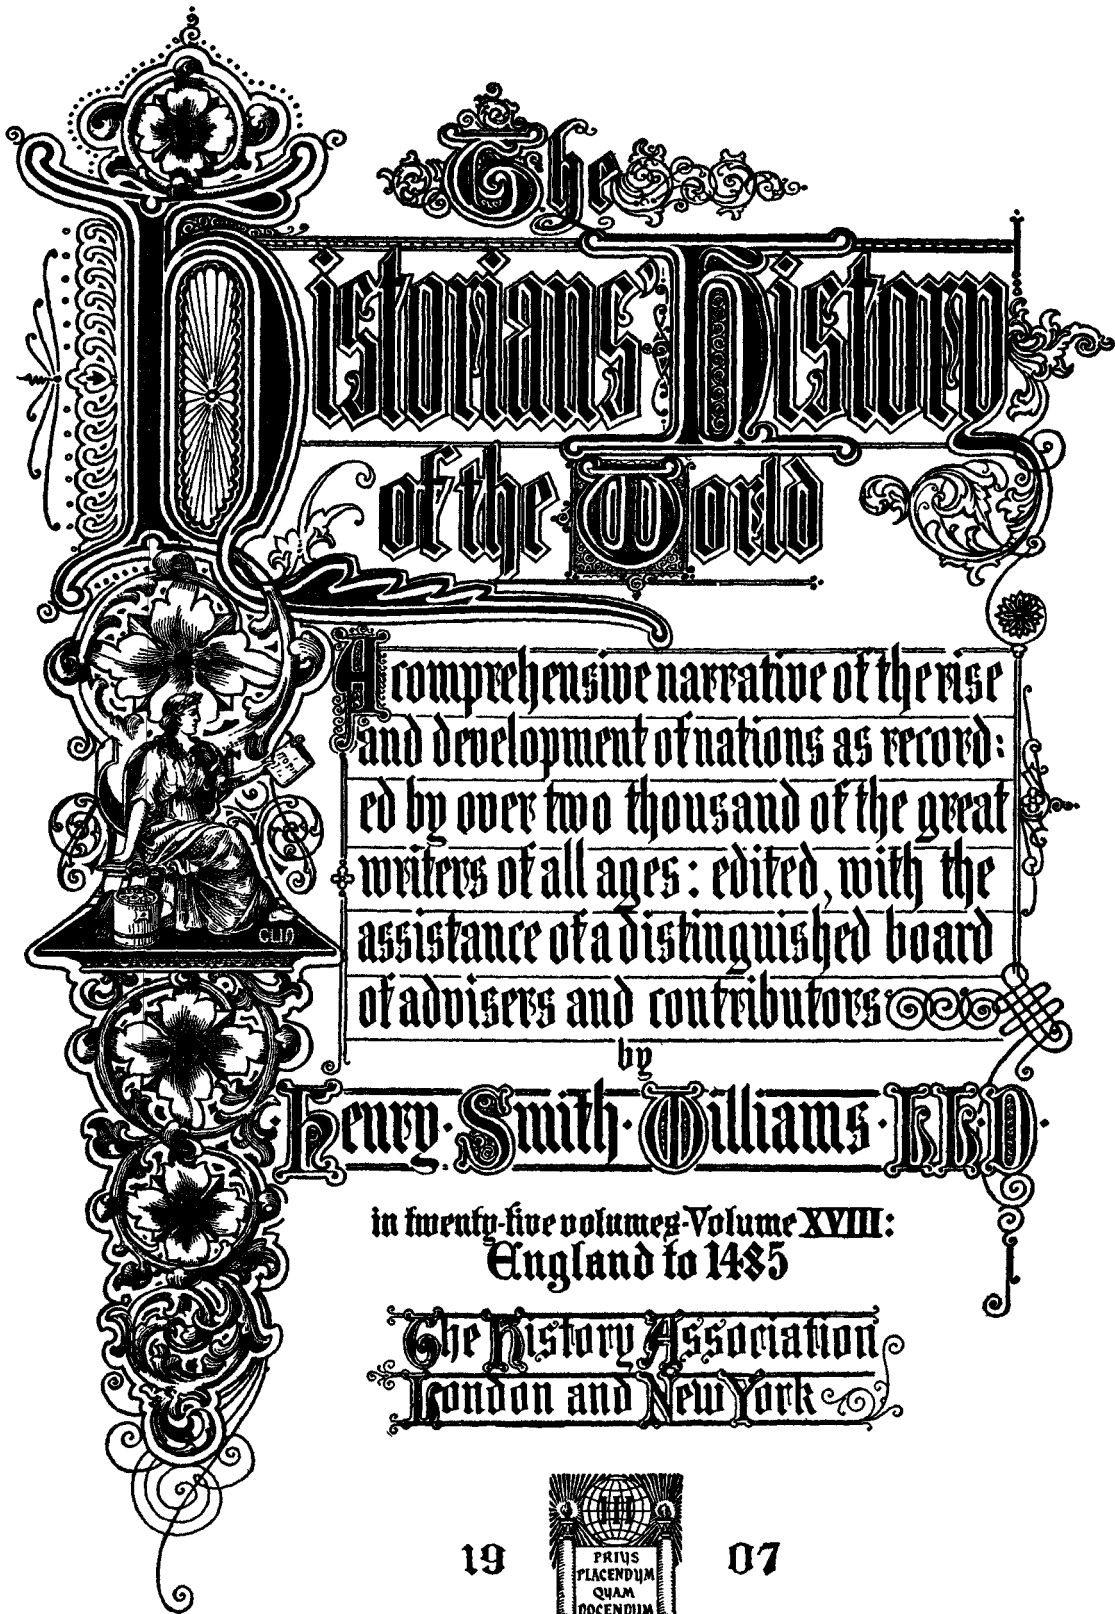 The
Historians' History
of the World
A comprehensive narrative of the rise
and development of nations as record:
ed by over two thousand of the great
writers of all ages: edited, with the
assistance of a distinguished board
of advisers and contributors
by
Henry · Smith · Williams · LL · D ·
in twenty-five volumes-Volume XVIII:
England to 1485
The History Association
London and New York
CLIO
19 07
PRIUS
PLACENDUM
QUAM
DOCENDUM